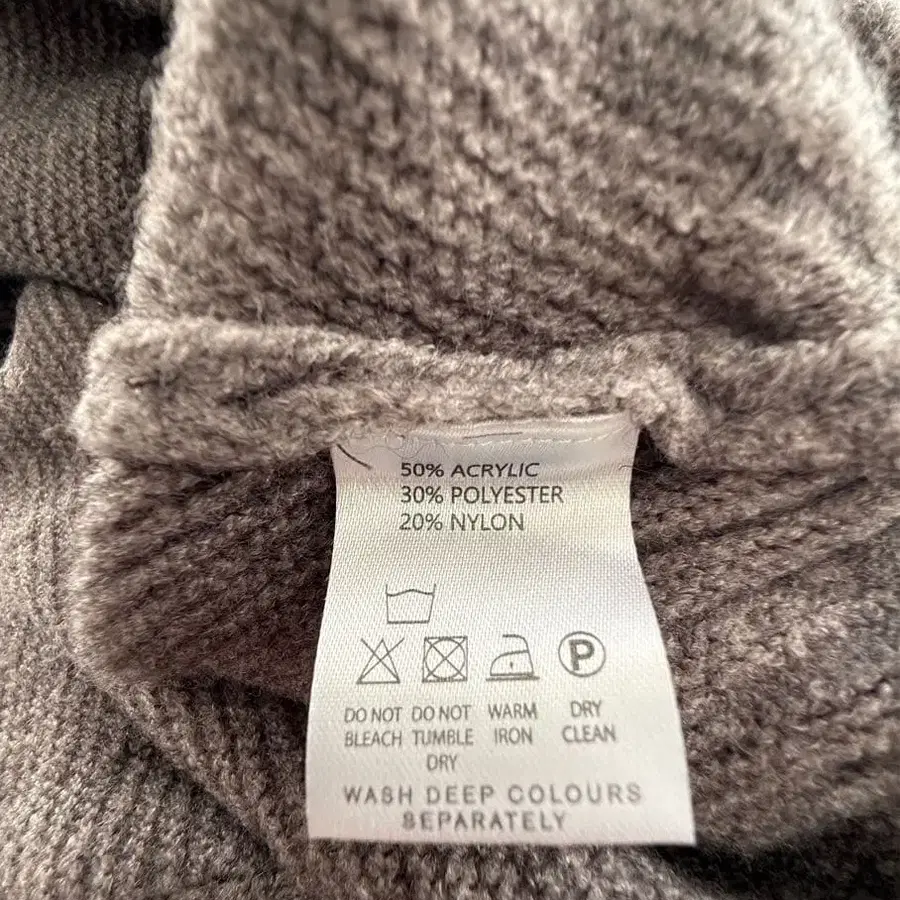 50% ACRYLIC
30% POLYESTER
20% NYLON
P
DO NOT DO NOT WARM DRY
BLEACH TUMBLE IRON CLEAN
DRY
WASH DEEP COLOURS
SEPARATELY